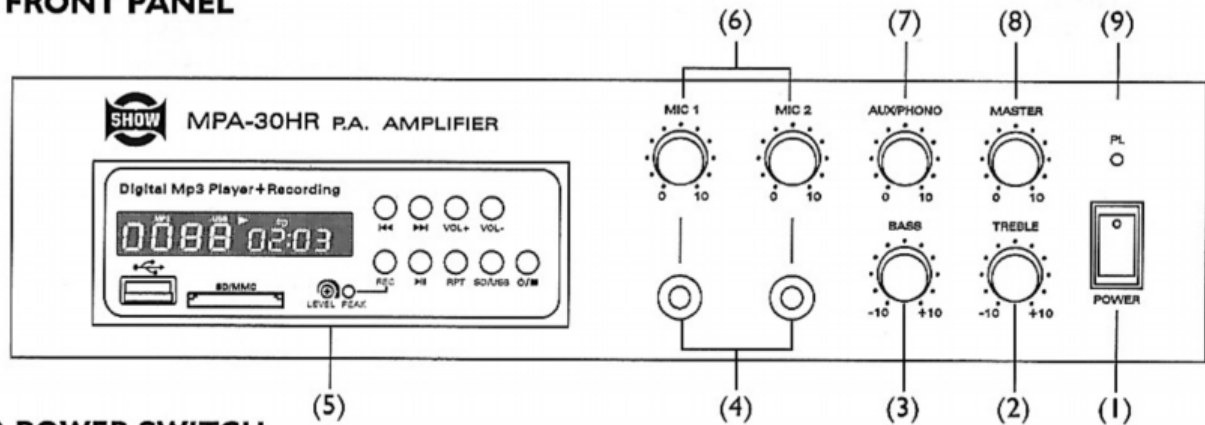 FRONT PANEL
(6) (7) (8) (9)
SHOW MPA-30HR P.A. AMPLIFIER
MIC 1 MIC 2 AUX/PHONO MASTER
PL
0 10 0 10 0 10 0 10
Digital Mp3 Player+Recording
MP3 USB
0088 02:03
VOL+ VOL-
BASS TREBLE
SD/MMC
REC RPT SD/USB
LEVEL PEAK
-10 +10 -10 +10
POWER
(5) (4) (3) (2) (1)
POWER SWITCH